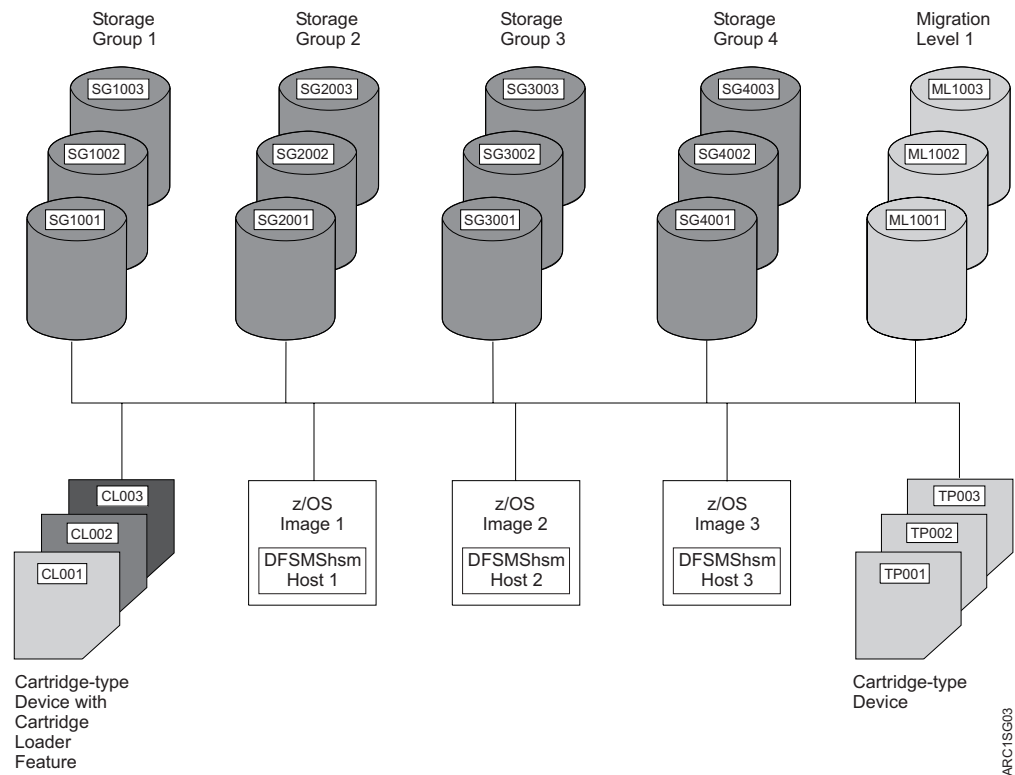 Storage
Group 1
Storage
Group 2
Storage
Group 3
Storage
Group 4
Migration
Level 1
SG1003
SG2003
SG3003
SG4003
ML1003
SG1002
SG2002
SG3002
SG4002
ML1002
SG1001
SG2001
SG3001
SG4001
ML1001
CL003
CL002
CL001
z/OS
Image 1
DFSMShsm
Host 1
z/OS
Image 2
DFSMShsm
Host 2
z/OS
Image 3
DFSMShsm
Host 3
TP003
TP002
TP001
Cartridge-type
Device with
Cartridge
Loader
Feature
Cartridge-type
Device
ARC1SG03